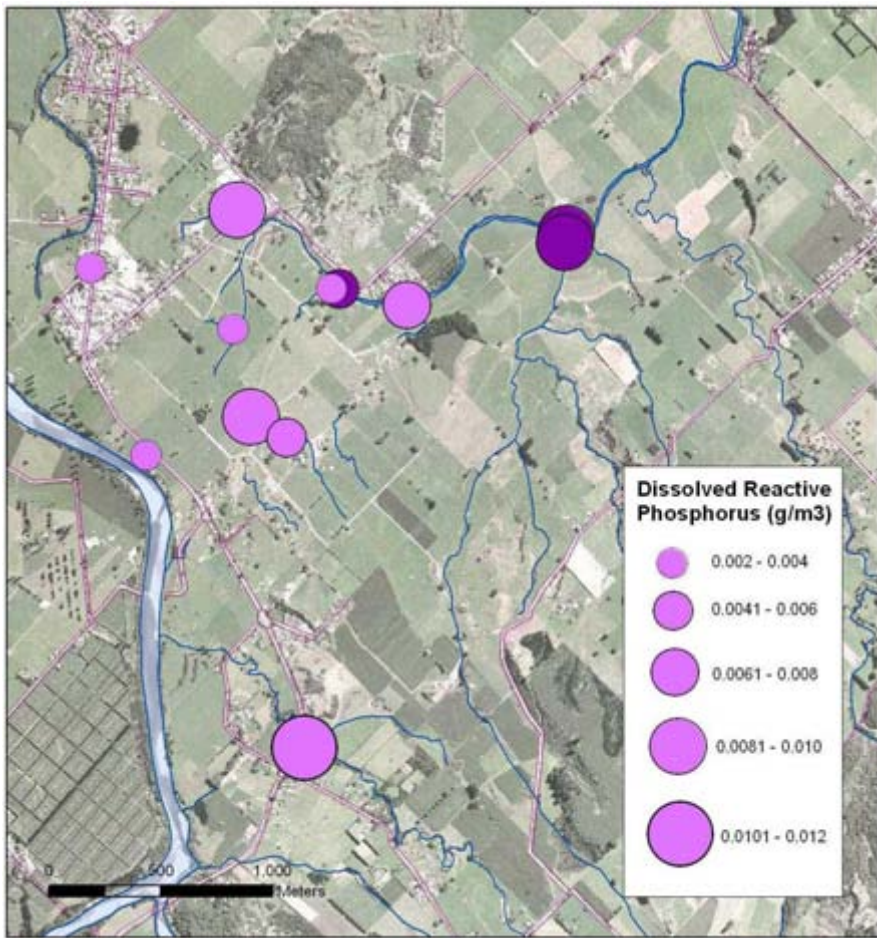 Dissolved Reactive
Phosphorus (g/m3)
0.002 - 0.004
0.0041 - 0.006
0.0061 - 0.008
0.0081 - 0.010
0.0101 - 0.012
0 500 1,000
Meters